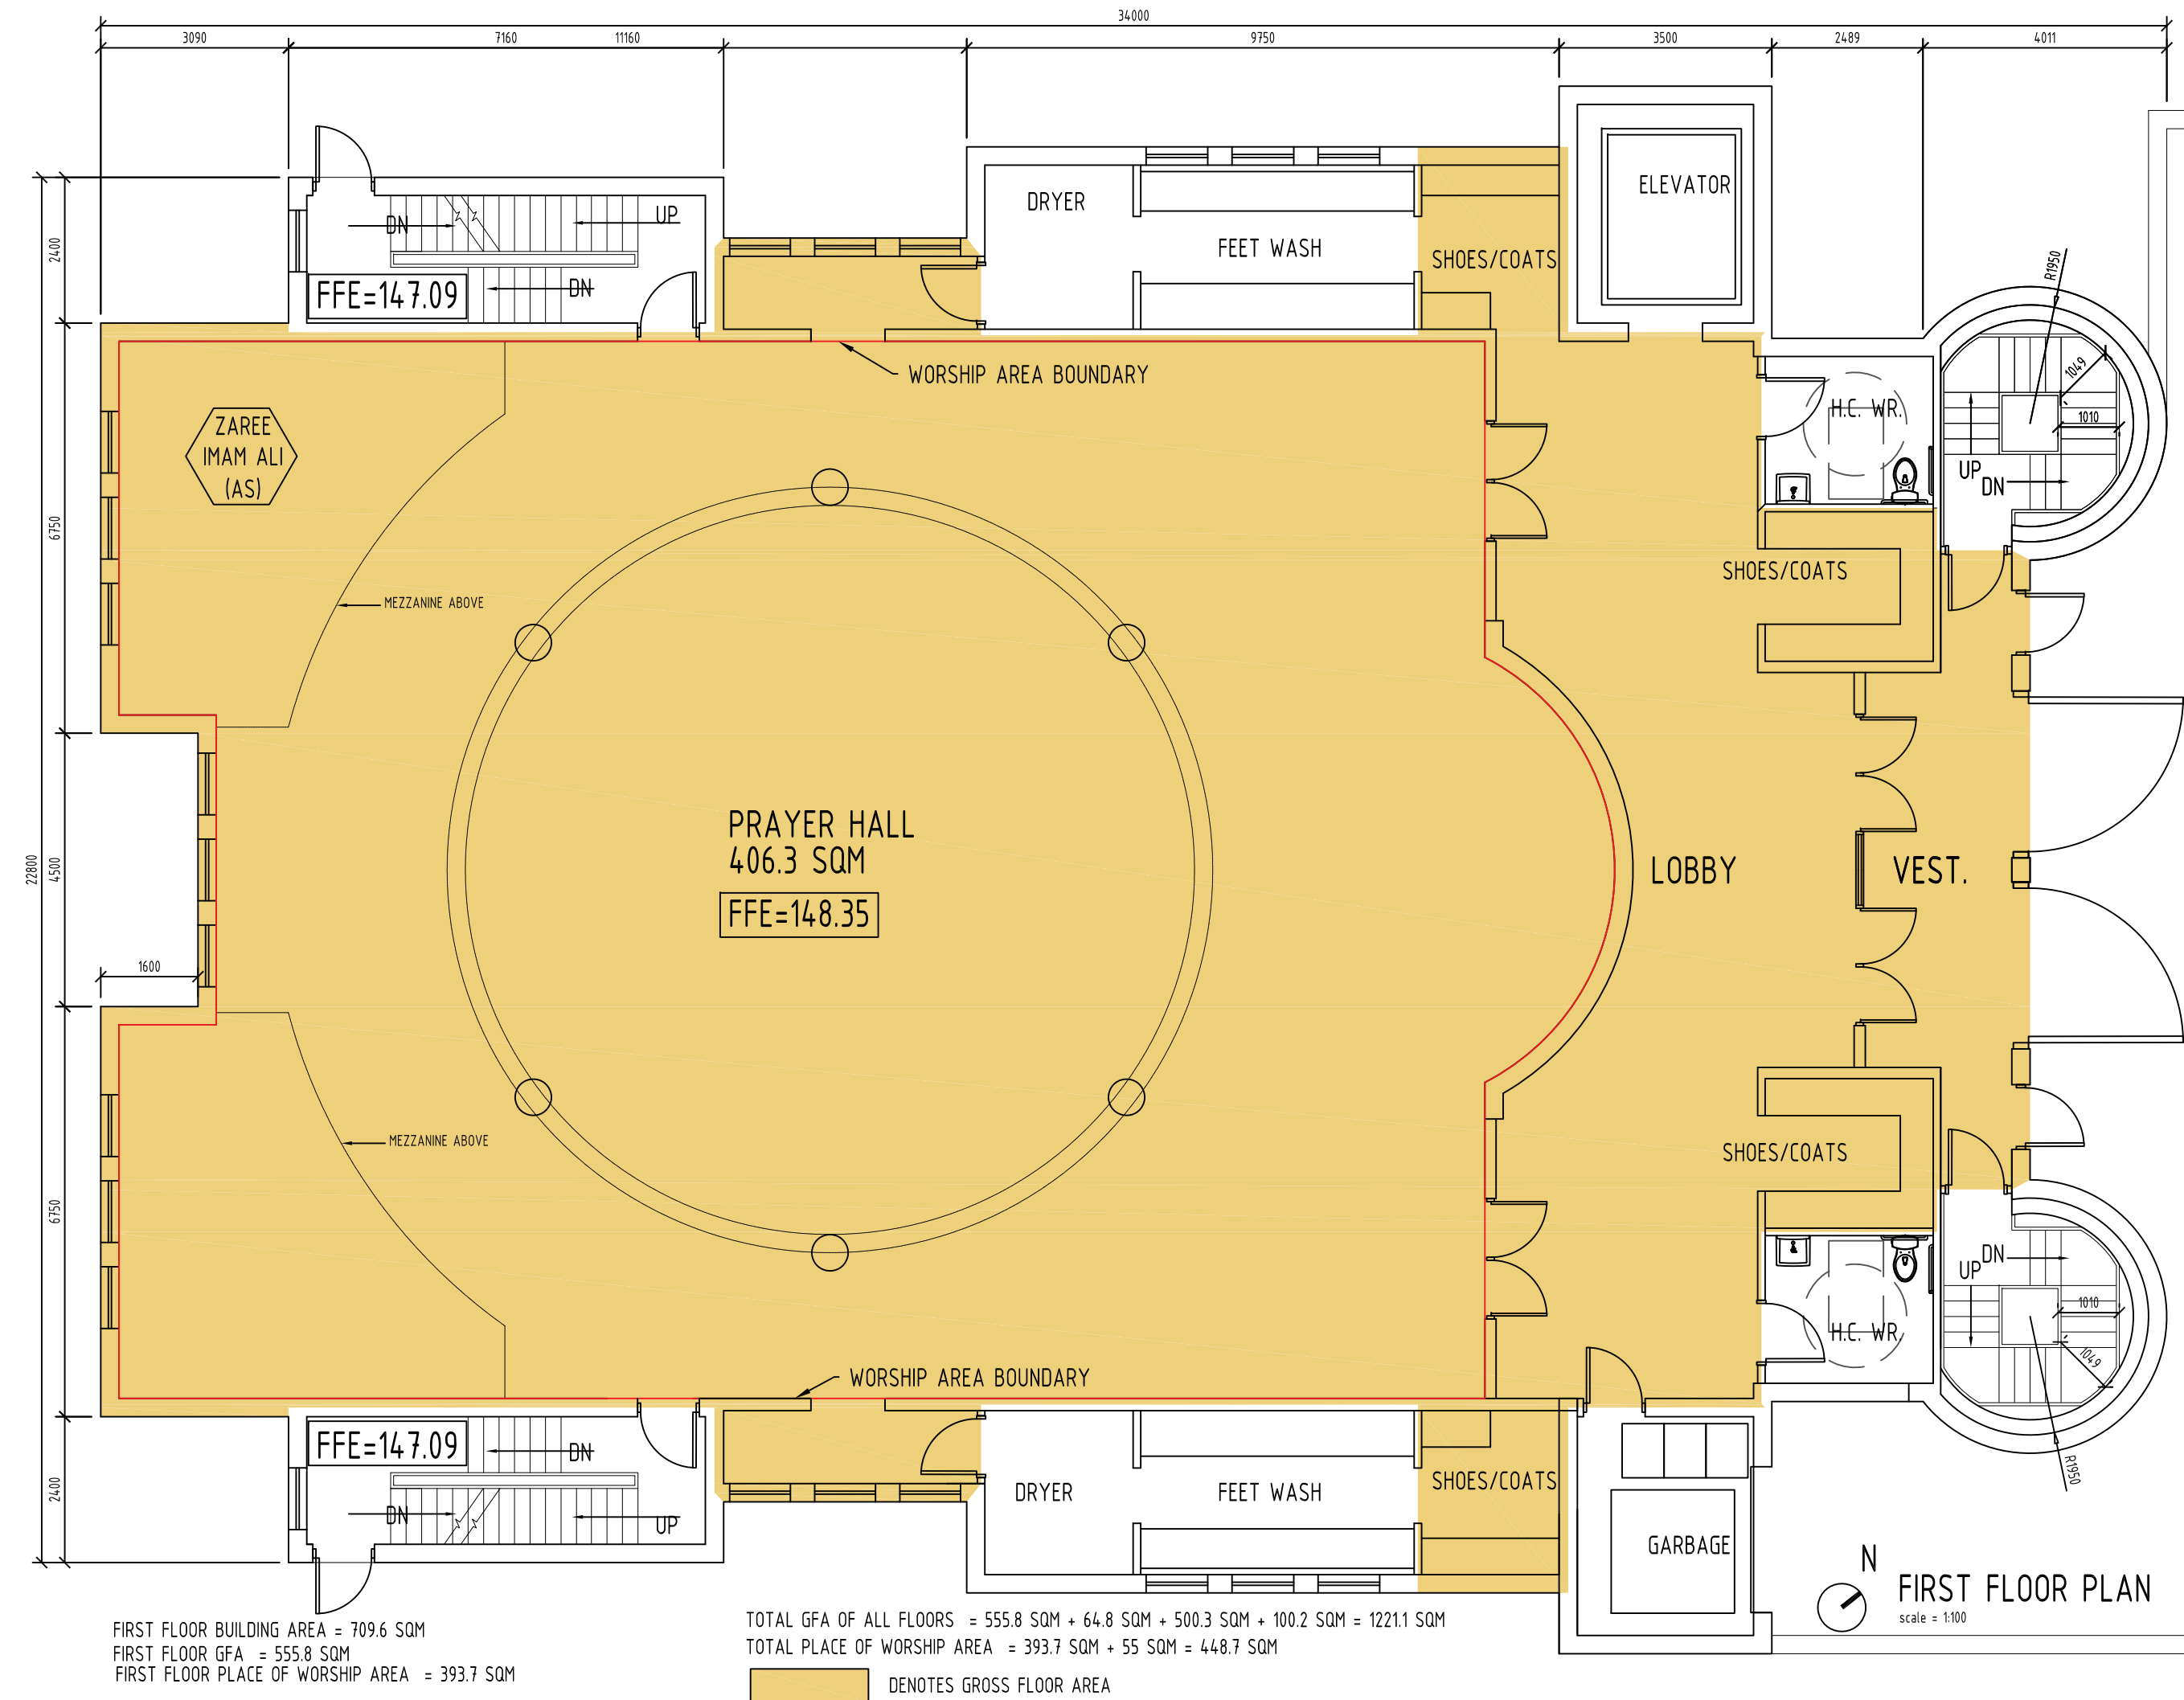 34000
3090
7160
11160
9750
3500
2489
4011
ELEVATOR
DRYER
FEET WASH
SHOES/COATS
UP
DN
DN
FFE=147.09
2400
R1950
1049
1010
H.C. WR.
UP
DN
WORSHIP AREA BOUNDARY
ZAREE
IMAM ALI
(AS)
6750
SHOES/COATS
MEZZANINE ABOVE
PRAYER HALL
406.3 SQM
FFE=148.35
LOBBY
VEST.
22800
4500
1600
MEZZANINE ABOVE
SHOES/COATS
6750
UP
DN
1010
1049
H.C. WR.
WORSHIP AREA BOUNDARY
R1950
FFE=147.09
DN
DN
UP
2400
DRYER
FEET WASH
SHOES/COATS
GARBAGE
N
FIRST FLOOR PLAN
scale = 1:100
FIRST FLOOR BUILDING AREA = 709.6 SQM
FIRST FLOOR GFA = 555.8 SQM
FIRST FLOOR PLACE OF WORSHIP AREA = 393.7 SQM
TOTAL GFA OF ALL FLOORS = 555.8 SQM + 64.8 SQM + 500.3 SQM + 100.2 SQM = 1221.1 SQM
TOTAL PLACE OF WORSHIP AREA = 393.7 SQM + 55 SQM = 448.7 SQM
DENOTES GROSS FLOOR AREA